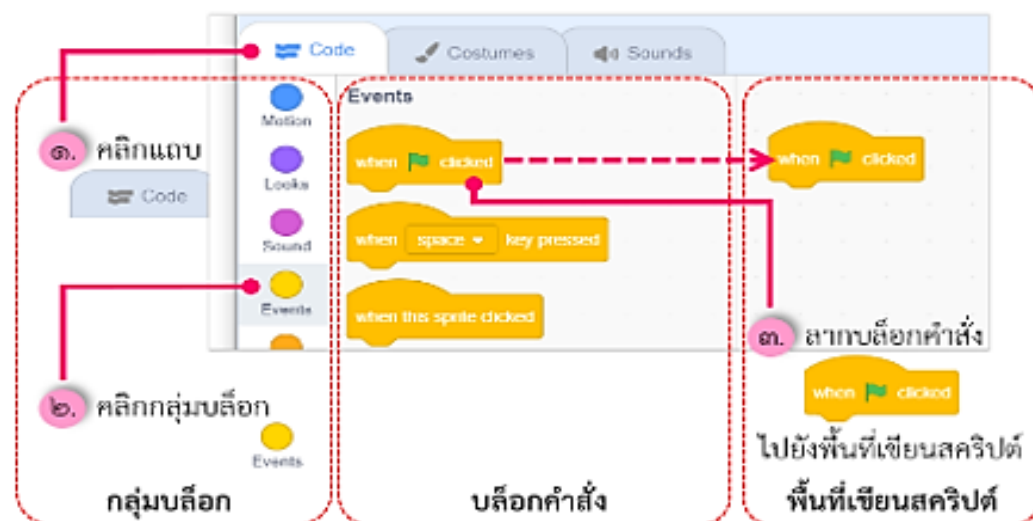 Code
Costumes
Sounds
Motion
Looks
Sound
Events
Events
when clicked
when space key pressed
when this sprite clicked
when clicked
๑. คลิกแถบ
Code
๒. คลิกกลุ่มบล็อก
Events
๓. ลากบล็อกคำสั่ง
when clicked
ไปยังพื้นที่เขียนสคริปต์
กลุ่มบล็อก
บล็อกคำสั่ง
พื้นที่เขียนสคริปต์